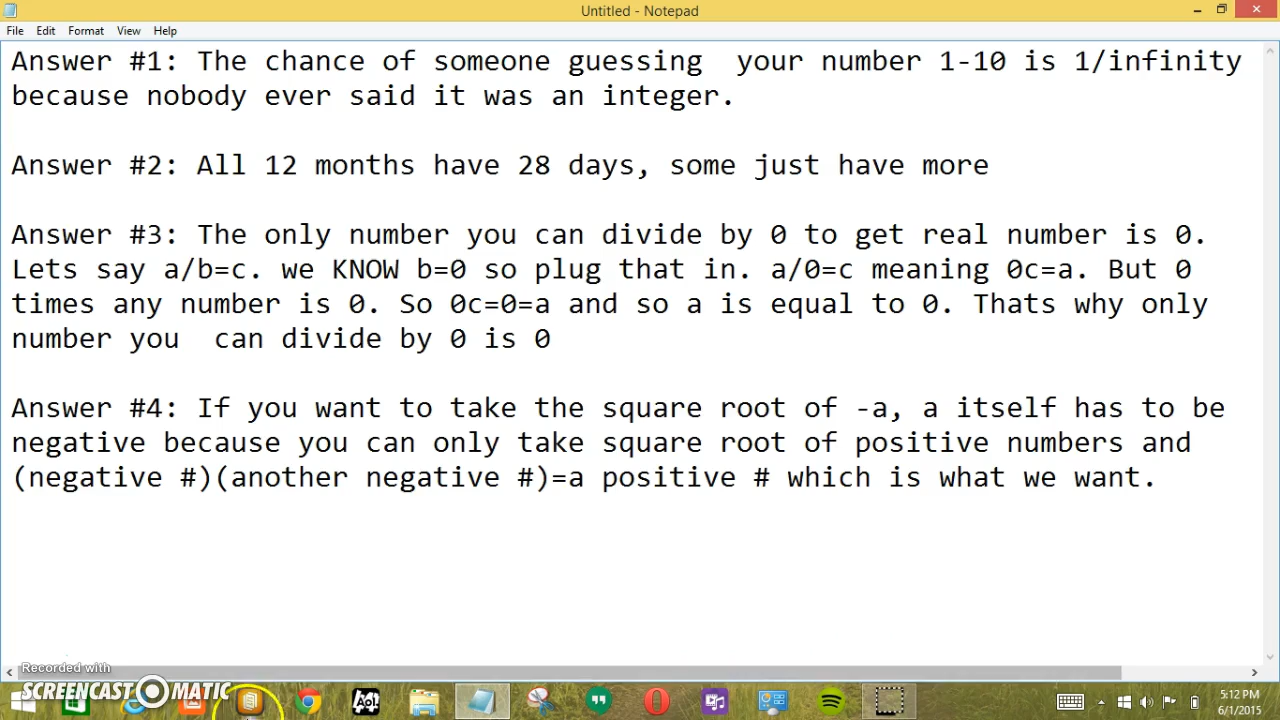 Untitled - Notepad
File Edit Format View Help
Answer #1: The chance of someone guessing  your number 1-10 is 1/infinity
because nobody ever said it was an integer.
Answer #2: All 12 months have 28 days, some just have more
Answer #3: The only number you can divide by 0 to get real number is 0.
Lets say a/b=c. we KNOW b=0 so plug that in. a/0=c meaning 0c=a. But 0
times any number is 0. So 0c=0=a and so a is equal to 0. Thats why only
number you  can divide by 0 is 0
Answer #4: If you want to take the square root of -a, a itself has to be
negative because you can only take square root of positive numbers and
(negative #)(another negative #)=a positive # which is what we want.
Recorded with
SCREENCAST MATIC
Aol.
5:12 PM
6/1/2015